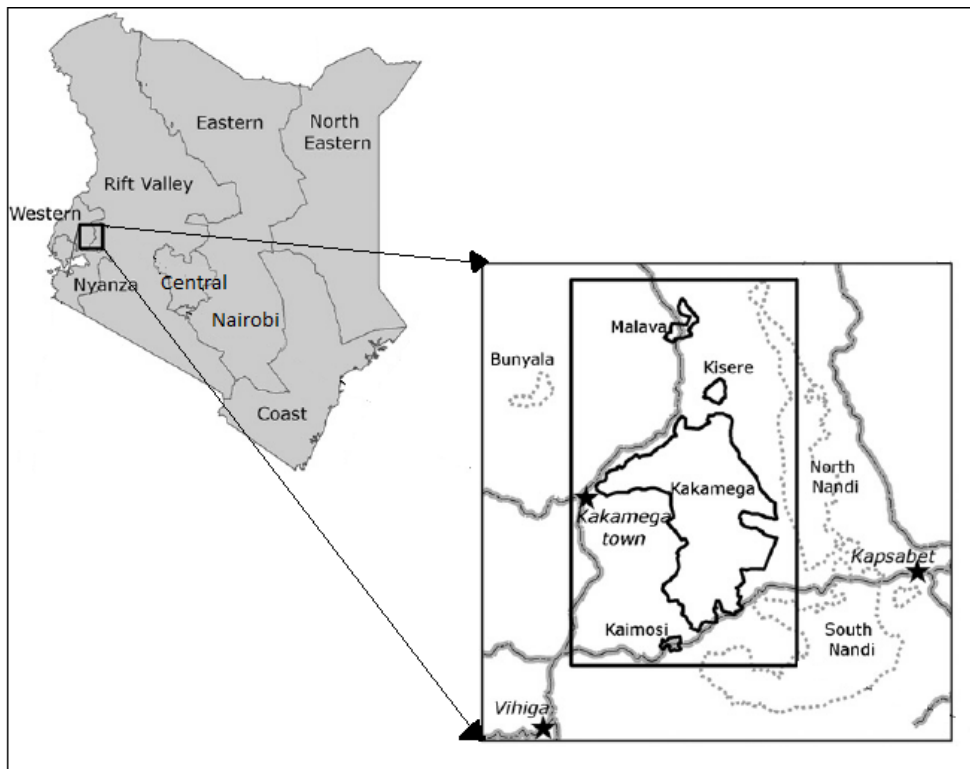 Eastern
North
Eastern
Rift Valley
Western
Nyanza
Central
Nairobi
Coast
Malava
Bunyala
Kisere
Kakamega
North
Nandi
Kakamega
town
Kapsabet
Kaimosi
South
Nandi
Vihiga